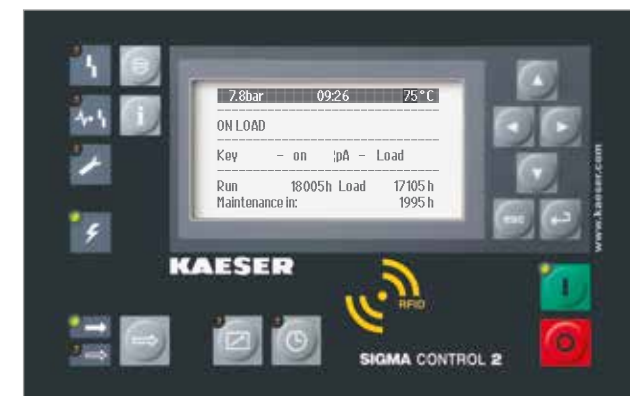 7.8bar 09:26 75°C
ON LOAD
Key - on ¦pA - Load
Run 18005h Load 17105h
Maintenance in: 1995h
esc
www.kaeser.com
KAESER
RFID
SIGMA CONTROL 2